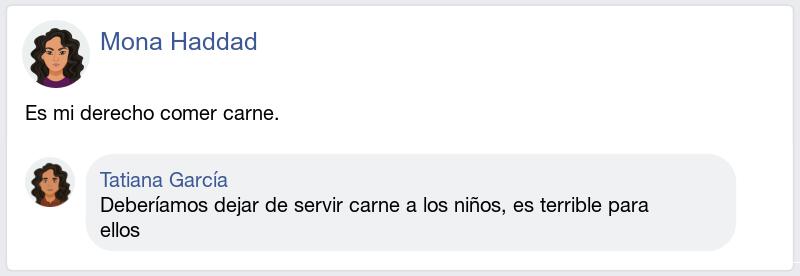 Mona Haddad
Es mi derecho comer carne.
Tatiana García
Deberíamos dejar de servir carne a los niños, es terrible para
ellos